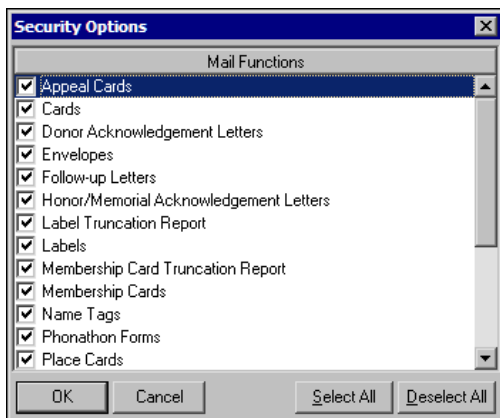 Security Options
Mail Functions
Appeal Cards
Cards
Donor Acknowledgement Letters
Envelopes
Follow-up Letters
Honor/Memorial Acknowledgement Letters
Label Truncation Report
Labels
Membership Card Truncation Report
Membership Cards
Name Tags
Phonathon Forms
Place Cards
OK Cancel Select All Deselect All